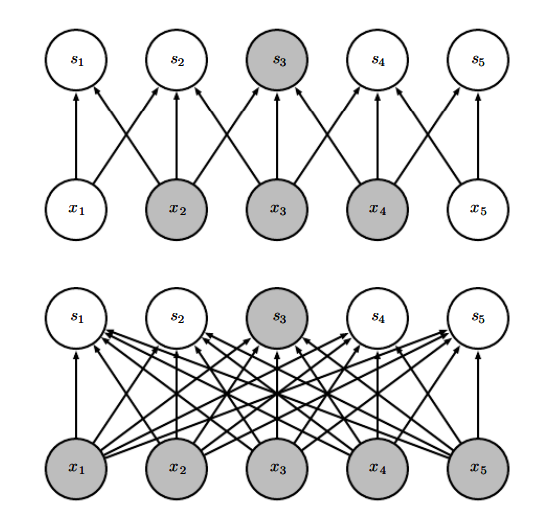 s₁ s₂ s₃ s₄ s₅
x₁ x₂ x₃ x₄ x₅
s₁ s₂ s₃ s₄ s₅
x₁ x₂ x₃ x₄ x₅